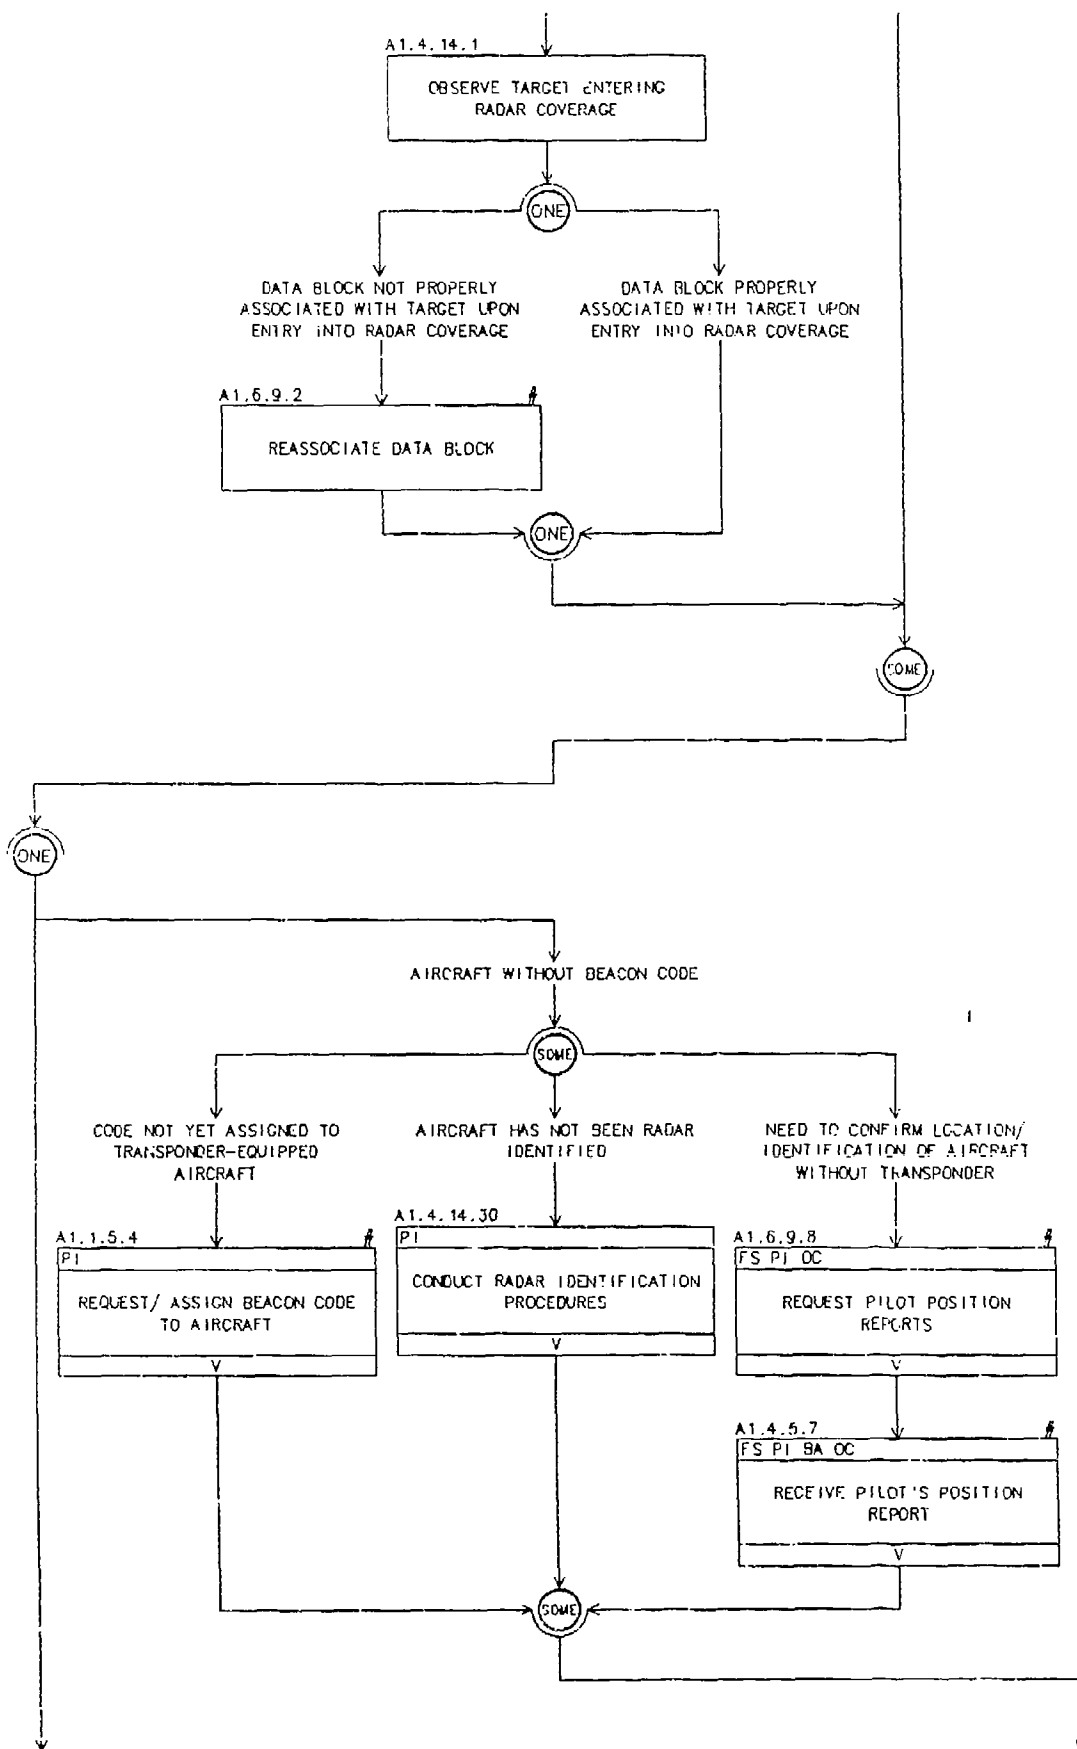 A1.4.14.1
OBSERVE TARGET ENTERING
RADAR COVERAGE
ONE
DATA BLOCK NOT PROPERLY
ASSOCIATED WITH TARGET UPON
ENTRY INTO RADAR COVERAGE
DATA BLOCK PROPERLY
ASSOCIATED WITH TARGET UPON
ENTRY INTO RADAR COVERAGE
A1.6.9.2
REASSOCIATE DATA BLOCK
ONE
SOME
ONE
AIRCRAFT WITHOUT BEACON CODE
SOME
CODE NOT YET ASSIGNED TO
TRANSPONDER-EQUIPPED
AIRCRAFT
AIRCRAFT HAS NOT BEEN RADAR
IDENTIFIED
NEED TO CONFIRM LOCATION/
IDENTIFICATION OF AIRCRAFT
WITHOUT TRANSPONDER
A1.1.5.4
PI
REQUEST/ ASSIGN BEACON CODE
TO AIRCRAFT
V
A1.4.14.30
PI
CONDUCT RADAR IDENTIFICATION
PROCEDURES
V
A1.6.9.8
FS PI OC
REQUEST PILOT POSITION
REPORTS
V
A1.4.5.7
FS PI BA OC
RECEIVE PILOT'S POSITION
REPORT
V
SOME